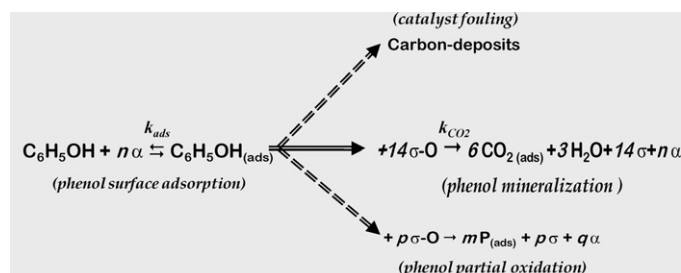 (catalyst fouling)
Carbon-deposits
k_ads k_CO2
C₆H₅OH + n α ⇆ C₆H₅OH(ads) +14σ-O → 6CO₂ (ads) +3H₂O+14σ+nα
(phenol surface adsorption) (phenol mineralization )
+ pσ-O → mP(ads) + pσ + qα
(phenol partial oxidation)